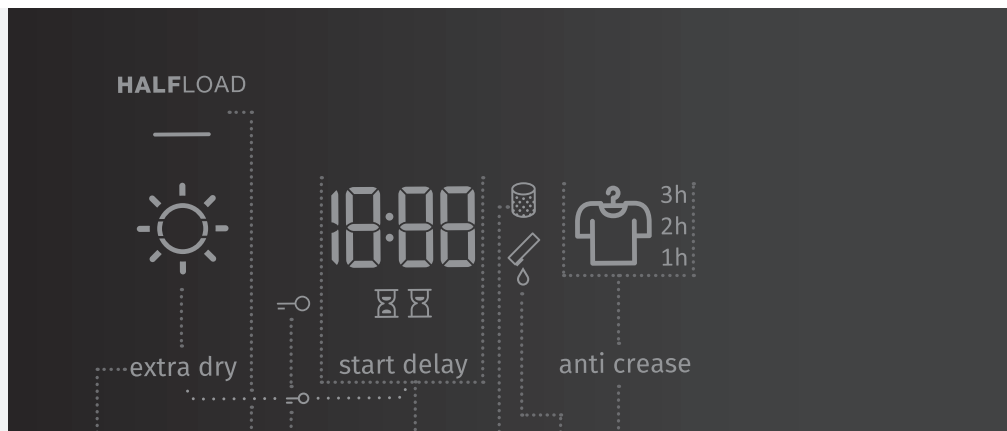 HALFLOAD
18:88
3h
2h
1h
extra dry
start delay
anti crease